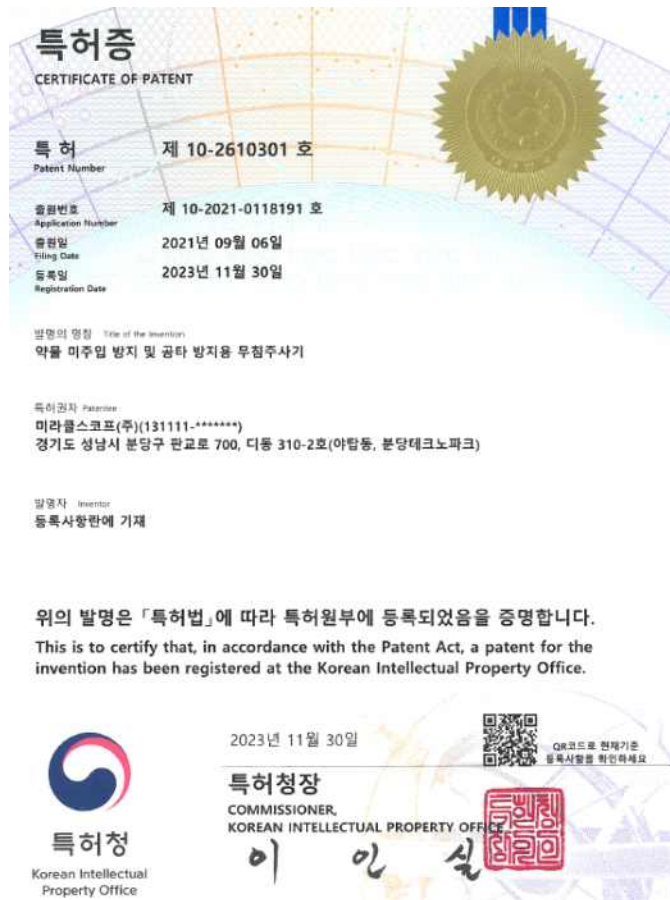 특허증
CERTIFICATE OF PATENT
특 허 제 10-2610301 호
Patent Number
출원번호 제 10-2021-0118191 호
Application Number
출원일 2021년 09월 06일
Filing Date
등록일 2023년 11월 30일
Registration Date
발명의 명칭 Title of the Invention
약물 미주입 방지 및 공타 방지용 무침주사기
특허권자 Patentee
미라클스코프(주)(131111-*******)
경기도 성남시 분당구 판교로 700, 디동 310-2호(야탑동, 분당테크노파크)
발명자 Inventor
등록사항란에 기재
위의 발명은 「특허법」에 따라 특허원부에 등록되었음을 증명합니다.
This is to certify that, in accordance with the Patent Act, a patent for the
invention has been registered at the Korean Intellectual Property Office.
2023년 11월 30일
QR코드로 현재기준
등록사항을 확인하세요
특허청장
COMMISSIONER,
KOREAN INTELLECTUAL PROPERTY OFFICE
이 인 실
특허청
Korean Intellectual
Property Office